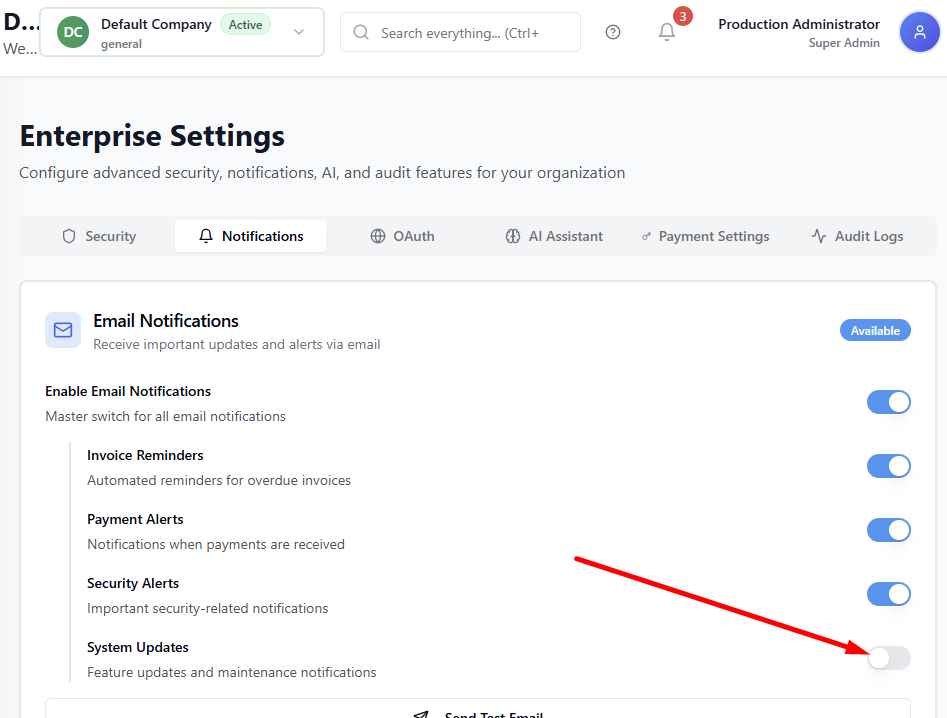 D...
We...
DC
Default Company
Active
general
Search everything... (Ctrl+
3
Production Administrator
Super Admin
Enterprise Settings
Configure advanced security, notifications, AI, and audit features for your organization
Security
Notifications
OAuth
AI Assistant
Payment Settings
Audit Logs
Email Notifications
Receive important updates and alerts via email
Available
Enable Email Notifications
Master switch for all email notifications
Invoice Reminders
Automated reminders for overdue invoices
Payment Alerts
Notifications when payments are received
Security Alerts
Important security-related notifications
System Updates
Feature updates and maintenance notifications
Send Test Email